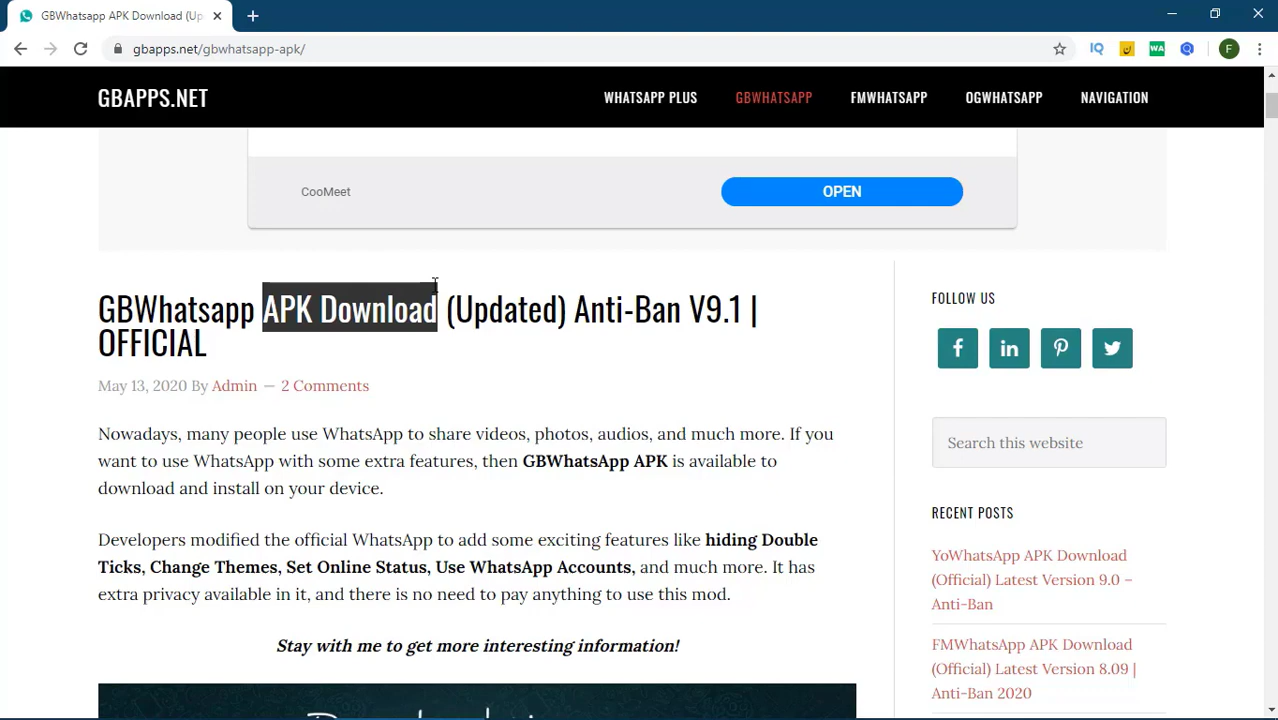 GBWhatsapp APK Download (Up
gbapps.net/gbwhatsapp-apk/
IQ
WA
F
GBAPPS.NET
WHATSAPP PLUS
GBWHATSAPP
FMWHATSAPP
OGWHATSAPP
NAVIGATION
CooMeet
OPEN
GBWhatsapp APK Download (Updated) Anti-Ban V9.1 |
OFFICIAL
May 13, 2020 By Admin — 2 Comments
Nowadays, many people use WhatsApp to share videos, photos, audios, and much more. If you
want to use WhatsApp with some extra features, then GBWhatsApp APK is available to
download and install on your device.
Developers modified the official WhatsApp to add some exciting features like hiding Double
Ticks, Change Themes, Set Online Status, Use WhatsApp Accounts, and much more. It has
extra privacy available in it, and there is no need to pay anything to use this mod.
Stay with me to get more interesting information!
FOLLOW US
Search this website
RECENT POSTS
YoWhatsApp APK Download
(Official) Latest Version 9.0 –
Anti-Ban
FMWhatsApp APK Download
(Official) Latest Version 8.09 |
Anti-Ban 2020